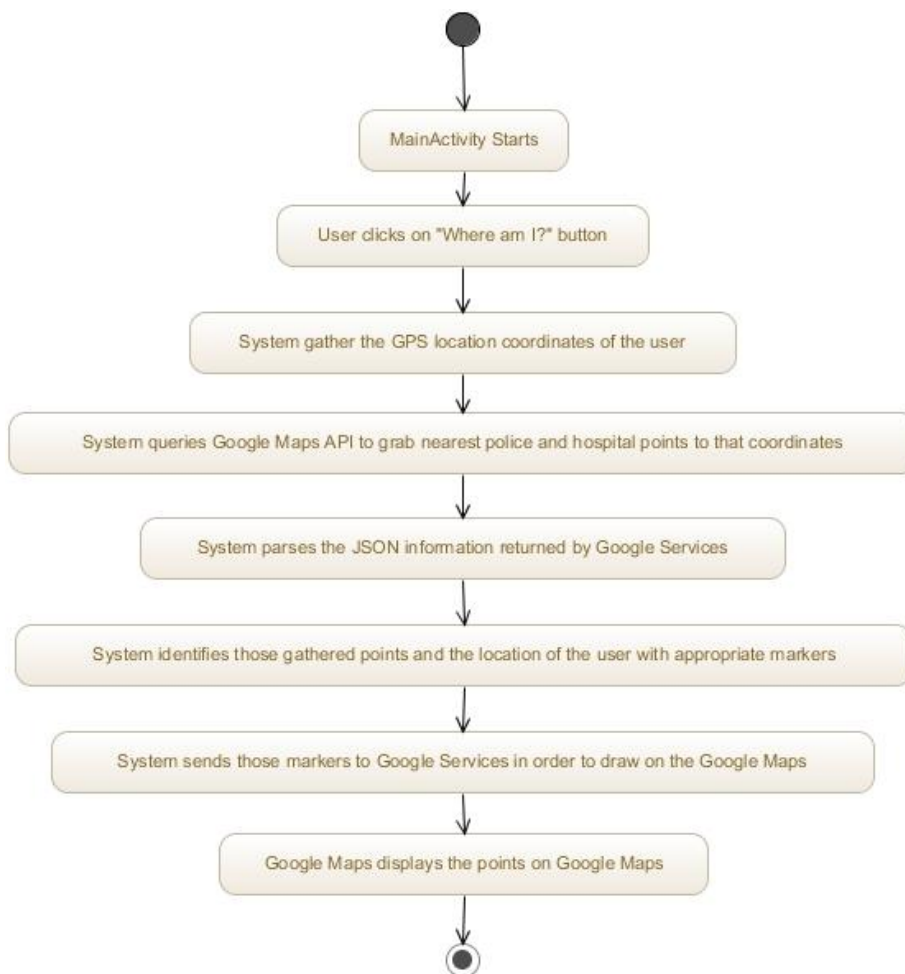 MainActivity Starts
User clicks on "Where am I?" button
System gather the GPS location coordinates of the user
System queries Google Maps API to grab nearest police and hospital points to that coordinates
System parses the JSON information returned by Google Services
System identifies those gathered points and the location of the user with appropriate markers
System sends those markers to Google Services in order to draw on the Google Maps
Google Maps displays the points on Google Maps